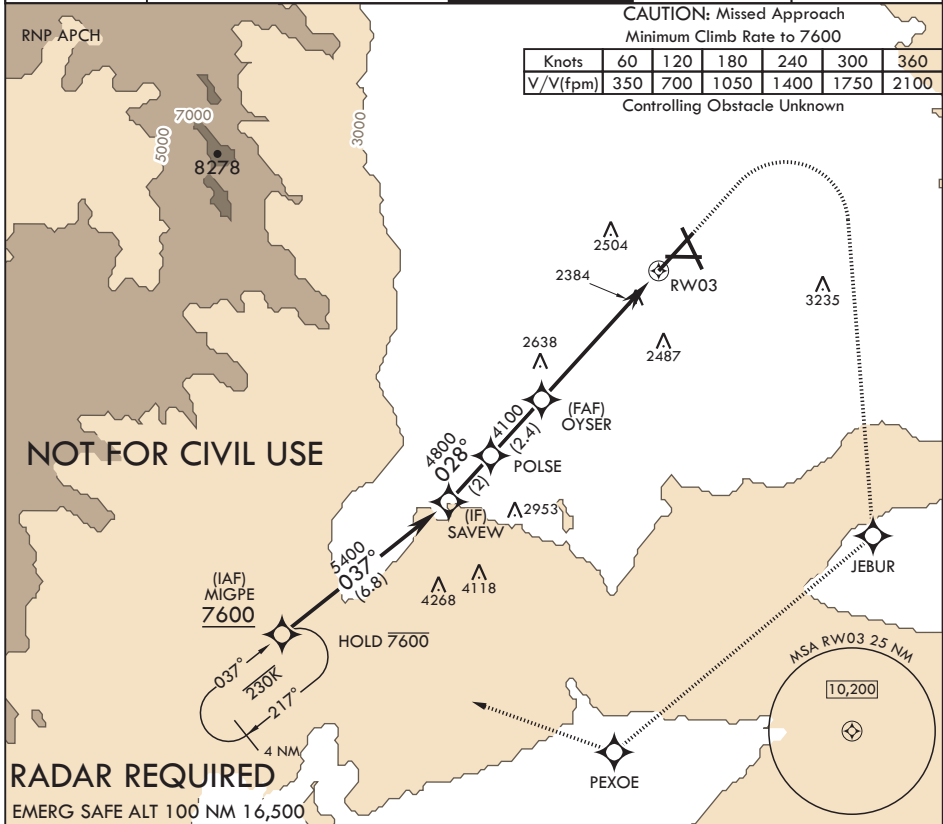 RNP APCH
CAUTION: Missed Approach
Minimum Climb Rate to 7600
Knots 60 120 180 240 300 360
V/V(fpm) 350 700 1050 1400 1750 2100
Controlling Obstacle Unknown
7000
5000
3000
8278
2504
2384
RW03
3235
2638
2487
(FAF)
OYSER
4100
(2.4)
4800
028°
(2)
POLSE
NOT FOR CIVIL USE
(IF)
SAVEW
2953
5400
037°
(6.8)
4268
4118
JEBUR
(IAF)
MIGPE
7600
HOLD 7600
037°
230K
217°
4 NM
MSA RW03 25 NM
10,200
PEXOE
RADAR REQUIRED
EMERG SAFE ALT 100 NM 16,500